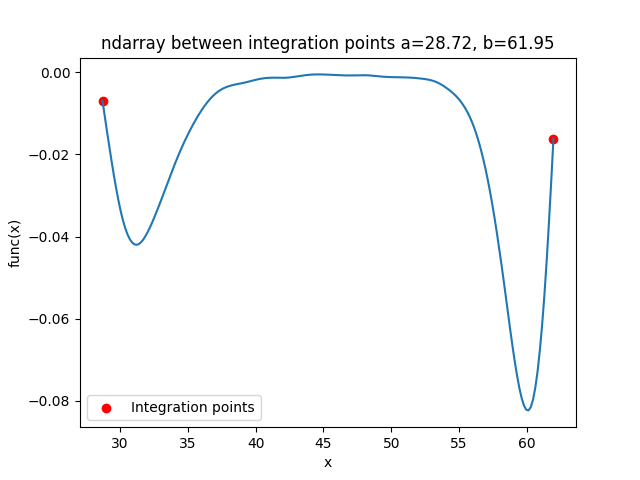 ndarray between integration points a=28.72, b=61.95
0.00
−0.02
−0.04
−0.06
−0.08
func(x)
Integration points
30 35 40 45 50 55 60
x